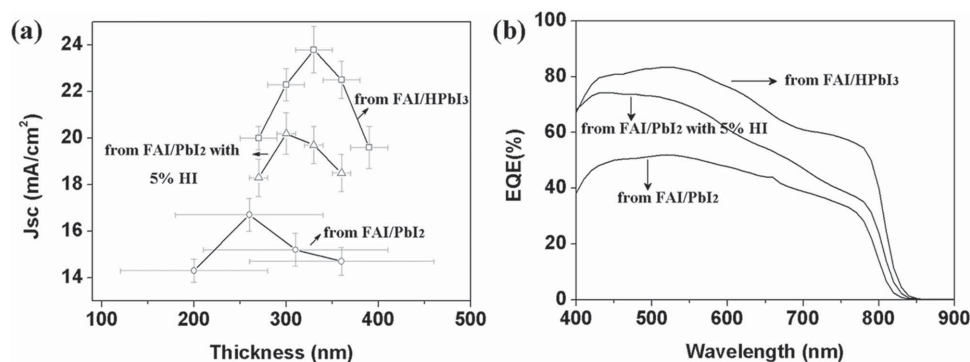 (a)
24
22
20
18
16
14
Jsc (mA/cm²)
from FAI/HPbI₃
from FAI/PbI₂ with
5% HI
from FAI/PbI₂
100 200 300 400 500
Thickness (nm)
(b)
100
80
60
40
20
0
EQE(%)
from FAI/HPbI₃
from FAI/PbI₂ with 5% HI
from FAI/PbI₂
400 500 600 700 800 900
Wavelength (nm)